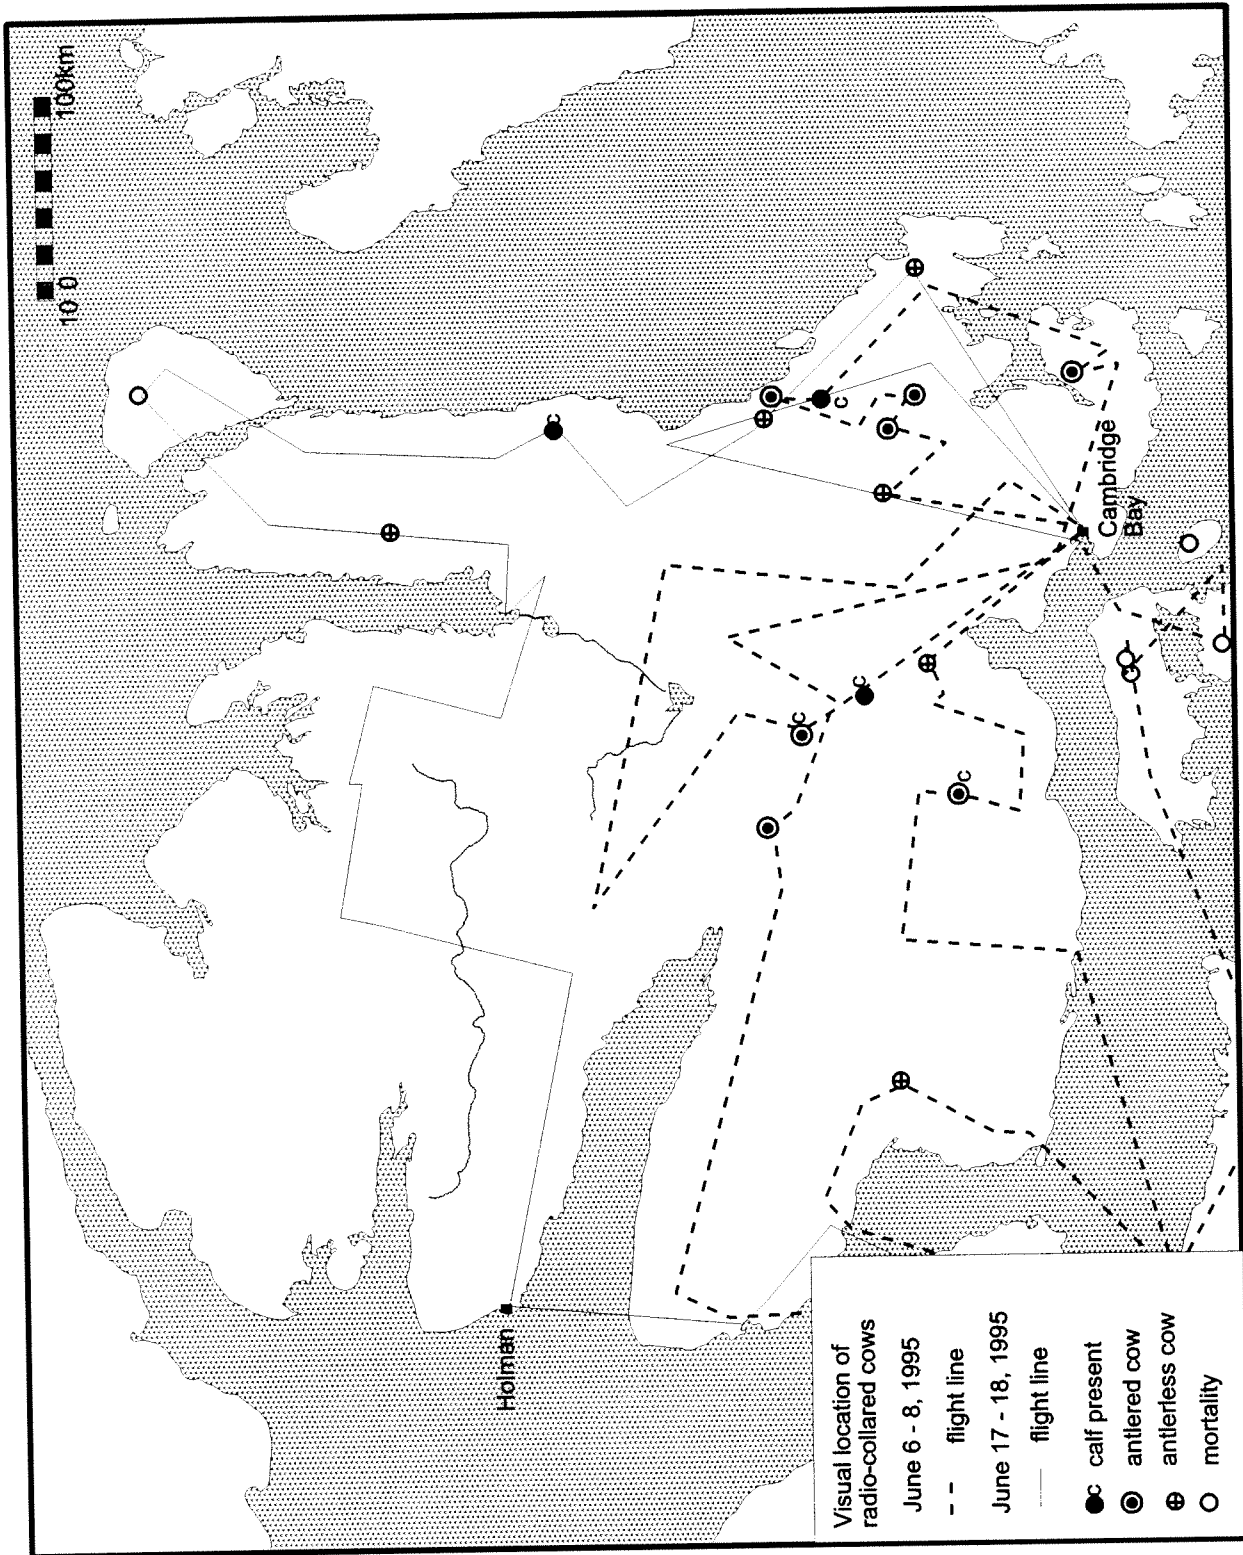 10 0
100km
Holman
Cambridge
Bay
c
c
c
c
c
Visual location of
radio-collared cows
June 6 - 8, 1995
flight line
June 17 - 18, 1995
flight line
c calf present
antlered cow
antlerless cow
mortality